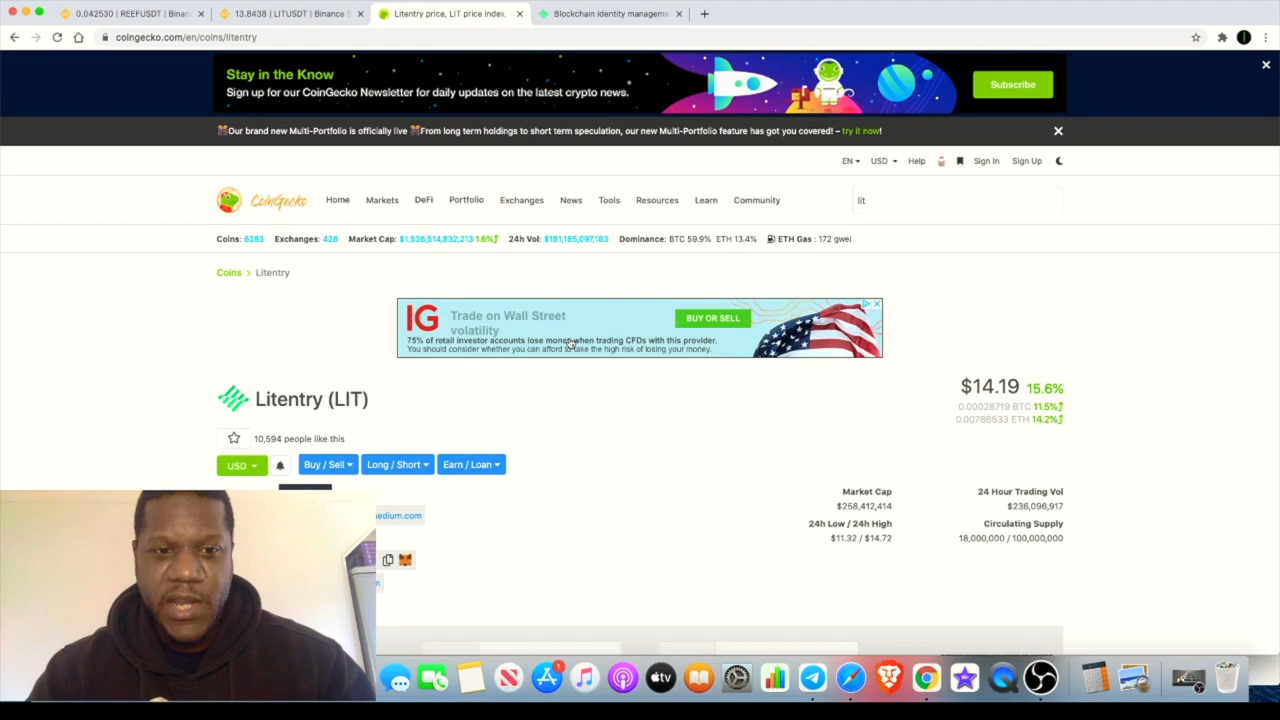 0.042530 | REEFUSDT | Binan
13.8438 | LITUSDT | Binance S
Litentry price, LIT price index,
Blockchain identity manageme
coingecko.com/en/coins/litentry
Stay in the Know
Sign up for our CoinGecko Newsletter for daily updates on the latest crypto news.
Subscribe
Our brand new Multi-Portfolio is officially live From long term holdings to short term speculation, our new Multi-Portfolio feature has got you covered! – try it now!
EN USD Help Sign In Sign Up
CoinGecko Home Markets DeFi Portfolio Exchanges News Tools Resources Learn Community lit
Coins: 6283 Exchanges: 428 Market Cap: $1,536,514,832,213 1.6% 24h Vol: $181,185,097,183 Dominance: BTC 59.9% ETH 13.4% ETH Gas : 172 gwei
Coins > Litentry
IG Trade on Wall Street
volatility
BUY OR SELL
75% of retail investor accounts lose money when trading CFDs with this provider.
You should consider whether you can afford to take the high risk of losing your money.
Litentry (LIT)
$14.19 15.6%
0.00028719 BTC 11.5%
0.00786533 ETH 14.2%
10,594 people like this
USD Buy / Sell Long / Short Earn / Loan
Market Cap 24 Hour Trading Vol
$258,412,414 $236,096,917
24h Low / 24h High Circulating Supply
$11.32 / $14.72 18,000,000 / 100,000,000
edium.com
tv
1